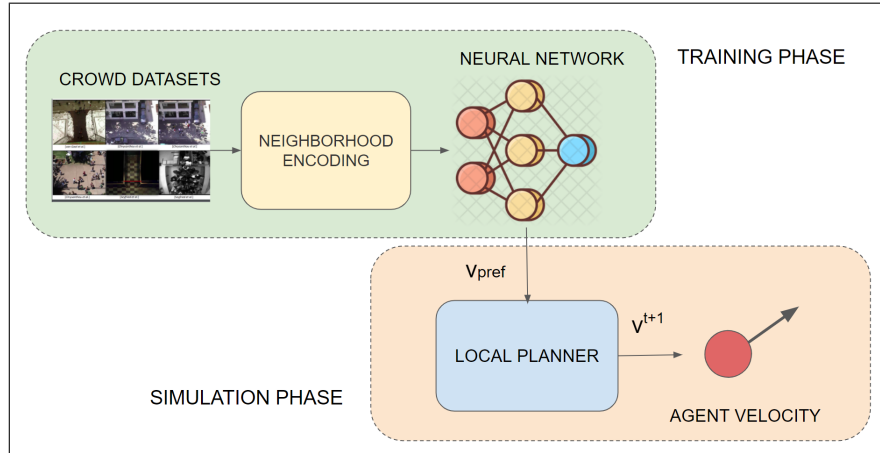 NEURAL NETWORK
TRAINING PHASE
CROWD DATASETS
NEIGHBORHOOD
ENCODING
Vpref
V^{t+1}
LOCAL PLANNER
SIMULATION PHASE
AGENT VELOCITY